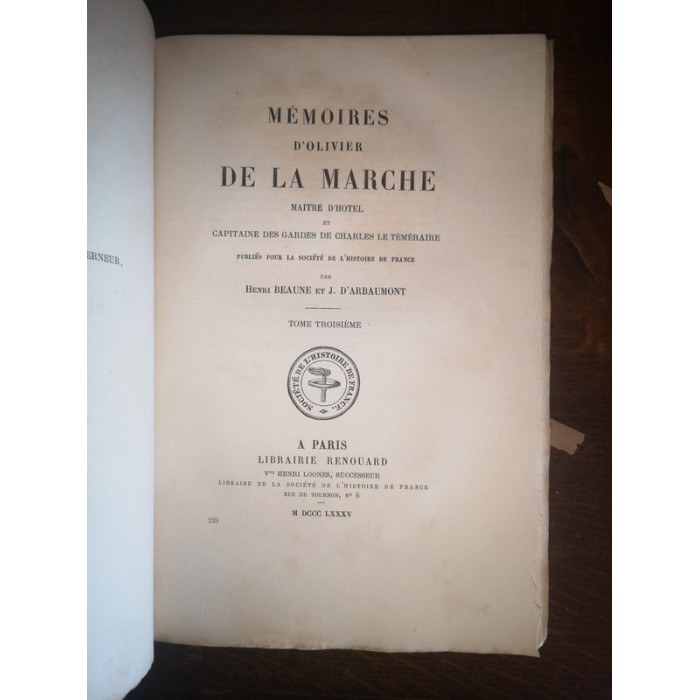 ERNEUR,
MÉMOIRES
D'OLIVIER
DE LA MARCHE
MAITRE D'HOTEL
ET
CAPITAINE DES GARDES DE CHARLES LE TÉMÉRAIRE
PUBLIÉS POUR LA SOCIÉTÉ DE L'HISTOIRE DE FRANCE
PAR
HENRI BEAUNE ET J. D'ARBAUMONT
TOME TROISIÈME
SOCIÉTÉ DE L'HISTOIRE DE FRANCE.
A PARIS
LIBRAIRIE RENOUARD
Vve HENRI LOONES, SUCCESSEUR
LIBRAIRE DE LA SOCIÉTÉ DE L'HISTOIRE DE FRANCE
RUE DE TOURNON, No 6
M DCCC LXXXV
220